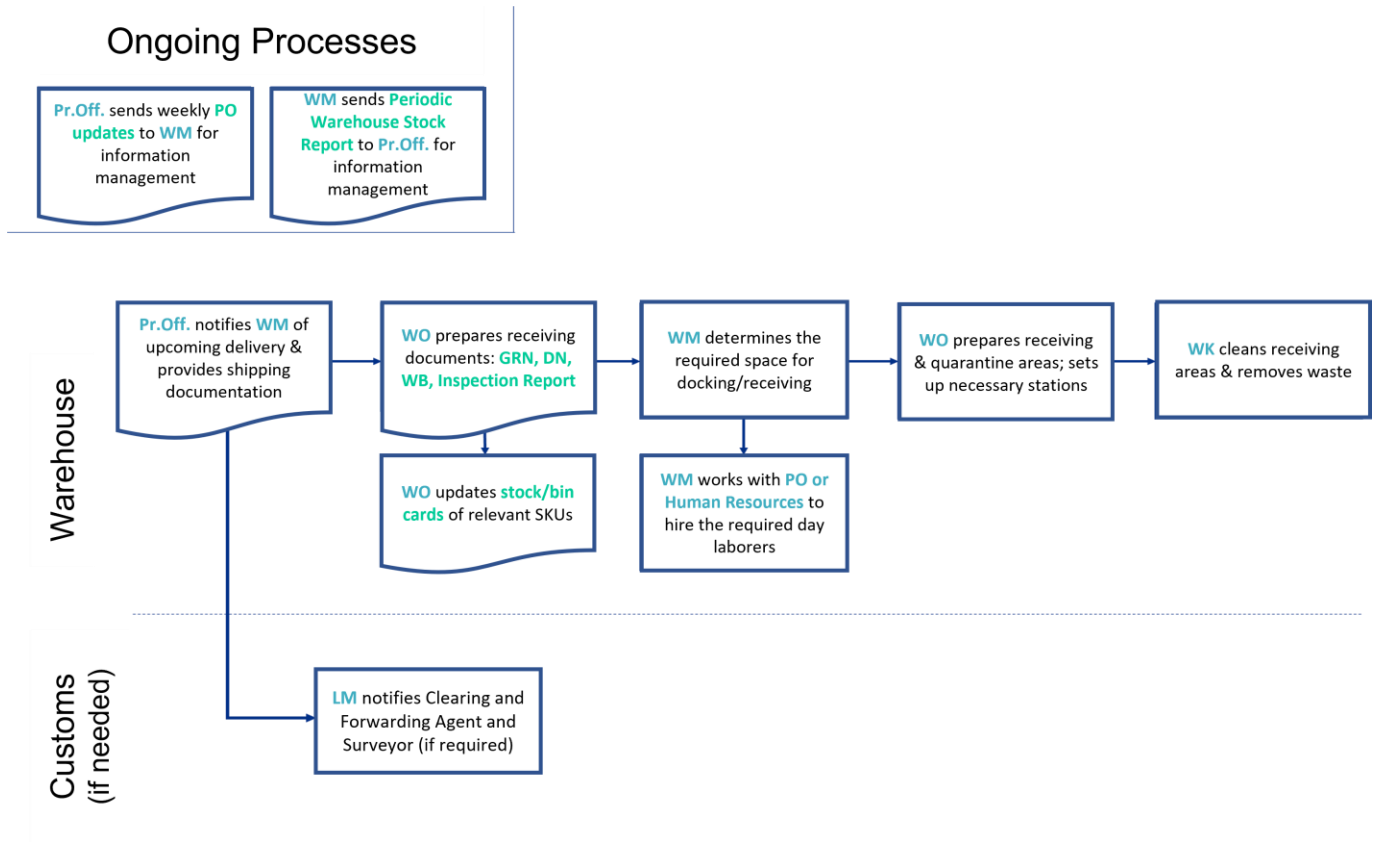 Ongoing Processes
Pr.Off. sends weekly PO
updates to WM for
information
management
WM sends Periodic
Warehouse Stock
Report to Pr.Off. for
information
management
Warehouse
Pr.Off. notifies WM of
upcoming delivery &
provides shipping
documentation
WO prepares receiving
documents: GRN, DN,
WB, Inspection Report
WM determines the
required space for
docking/receiving
WO prepares receiving
& quarantine areas; sets
up necessary stations
WK cleans receiving
areas & removes waste
WO updates stock/bin
cards of relevant SKUs
WM works with PO or
Human Resources to
hire the required day
laborers
Customs
(if needed)
LM notifies Clearing and
Forwarding Agent and
Surveyor (if required)